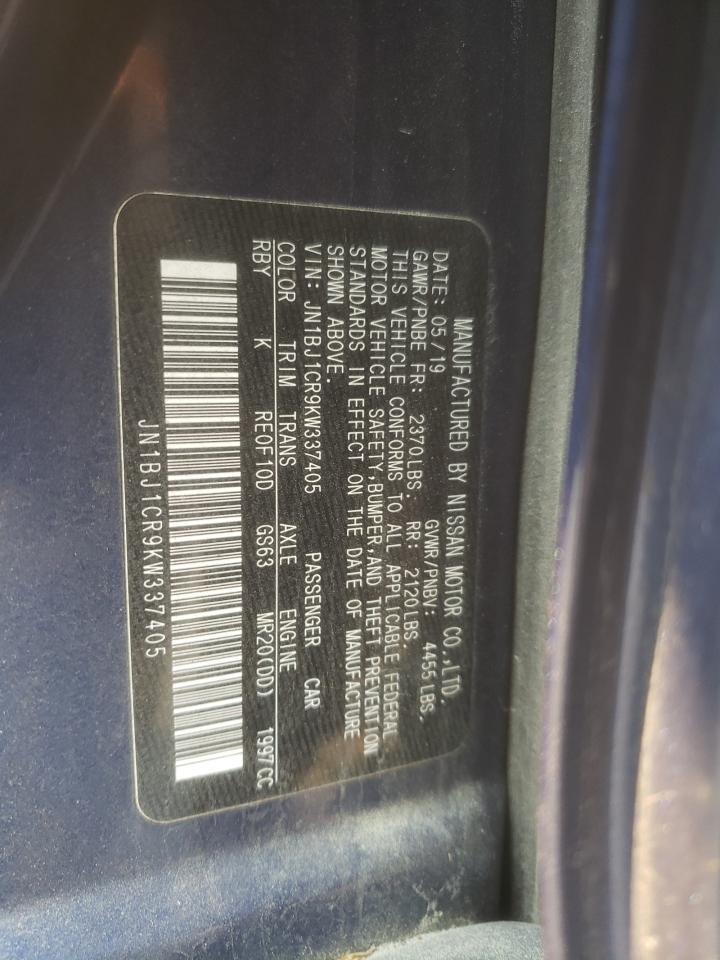 MANUFACTURED BY NISSAN MOTOR CO.,LTD.
DATE: 05/19 GVWR/PNBV: 4455 LBS.
GAWR/PNBE FR: 2370LBS. RR: 2120LBS.
THIS VEHICLE CONFORMS TO ALL APPLICABLE FEDERAL
MOTOR VEHICLE SAFETY,BUMPER,AND THEFT PREVENTION
STANDARDS IN EFFECT ON THE DATE OF MANUFACTURE
SHOWN ABOVE.
VIN: JN1BJ1CR9KW337405 PASSENGER CAR
COLOR TRIM TRANS AXLE ENGINE
RBY K RE0F10D GS63 MR20(DD) 1997CC
JN1BJ1CR9KW337405